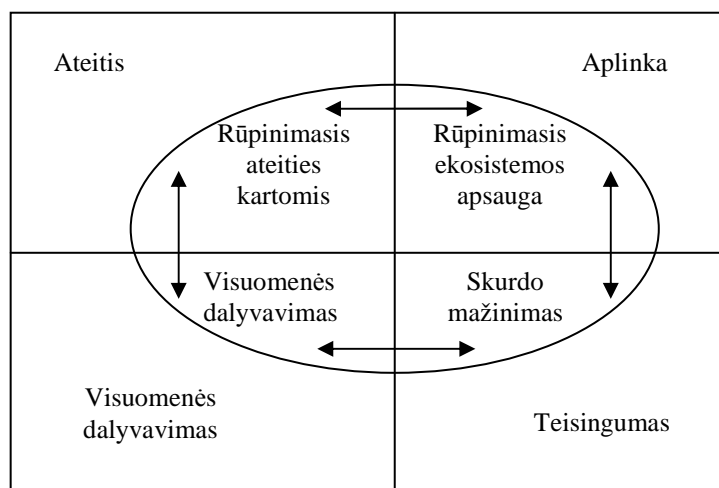 Ateitis
Aplinka
Rūpinimasis
ateities
kartomis
Rūpinimasis
ekosistemos
apsauga
Visuomenės
dalyvavimas
Skurdo
mažinimas
Visuomenės
dalyvavimas
Teisingumas